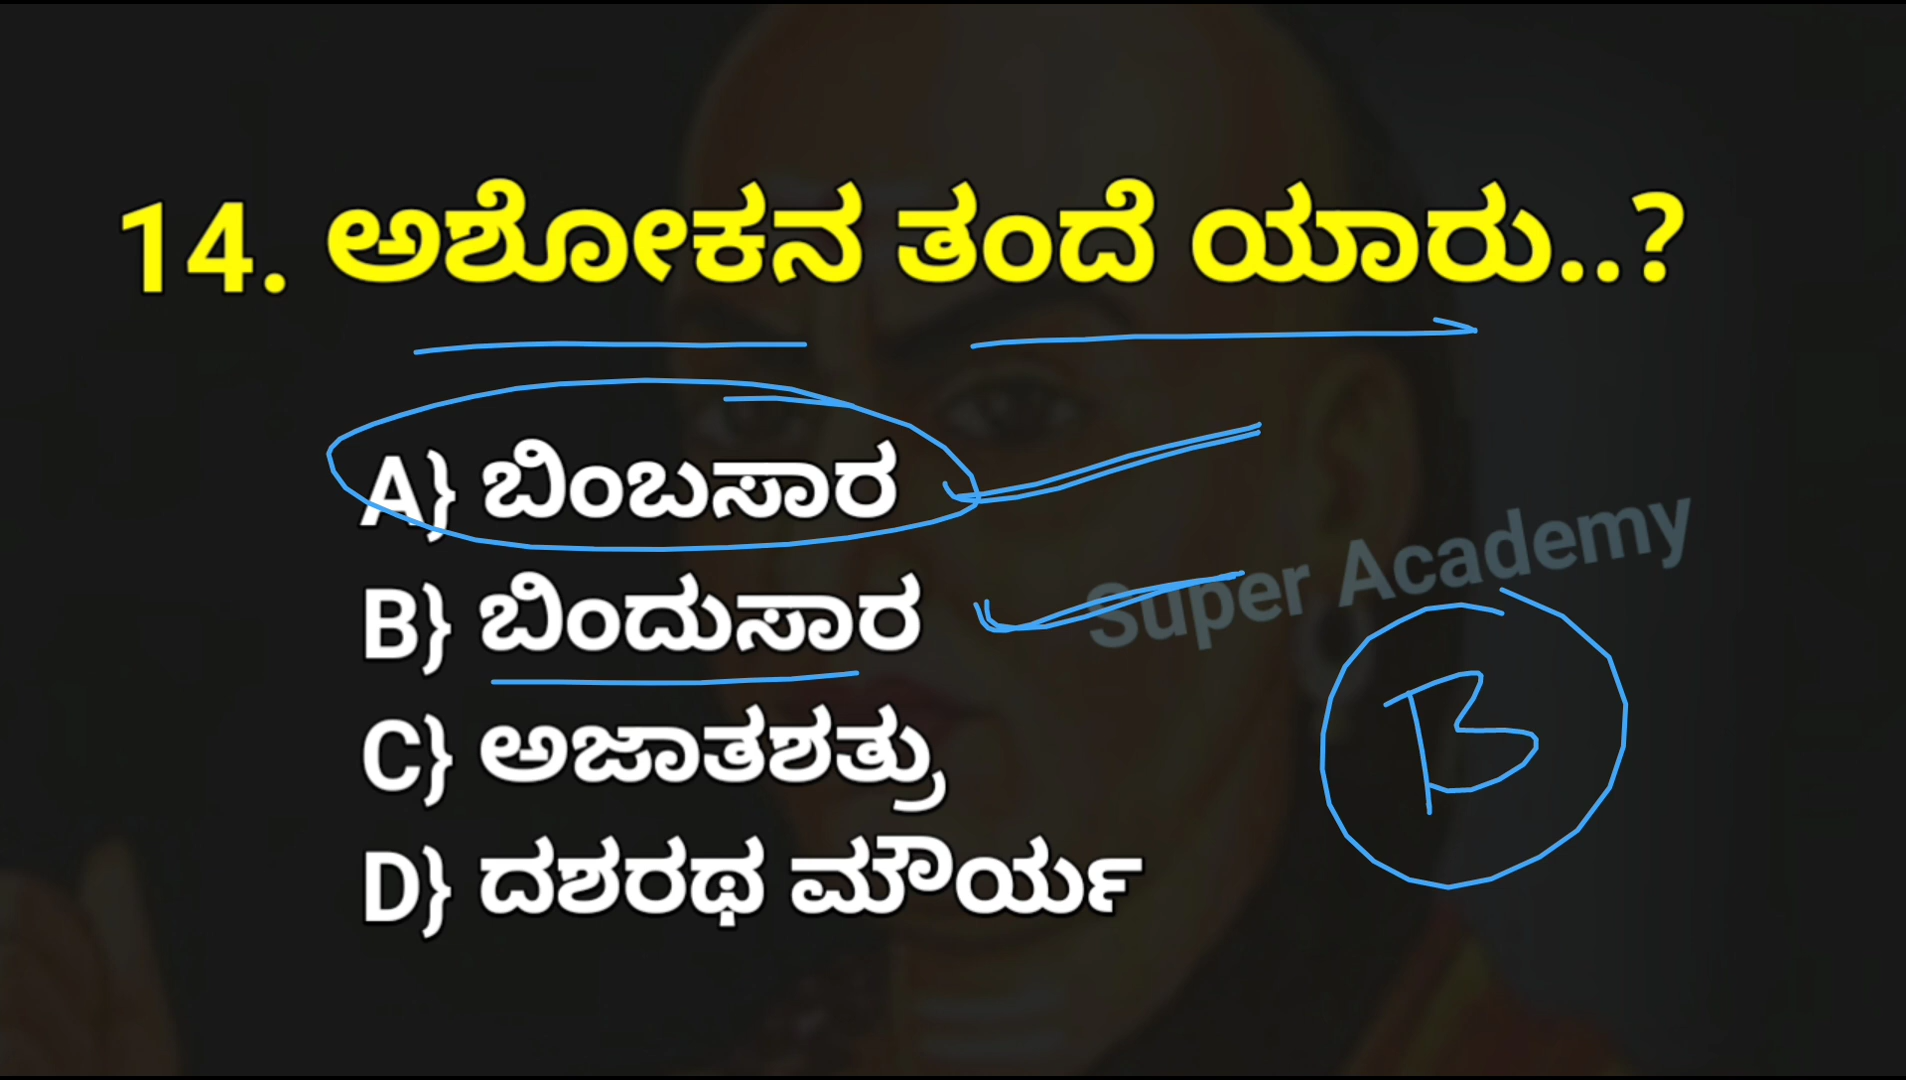 14. ಅಶೋಕನ ತಂದೆ ಯಾರು..?
A} ಬಿಂಬಸಾರ
B} ಬಿಂದುಸಾರ
Super Academy
B
C} ಅಜಾತಶತ್ರು
D} ದಶರಥ ಮೌರ್ಯ